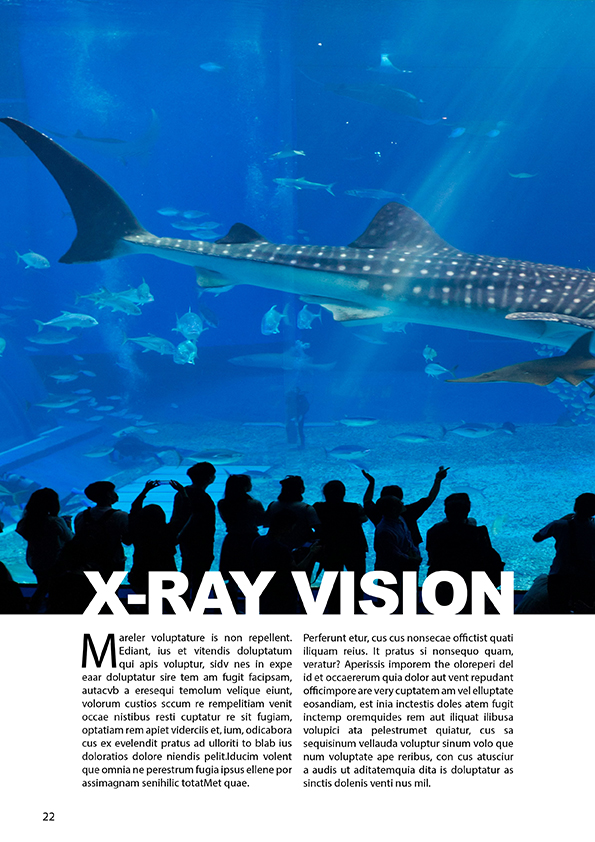 X-RAY VISION
Mareler voluptature is non repellent.
Ediant, ius et vitendis doluptatum
qui apis voluptur, sidv nes in expe
eaar doluptatur sire tem am fugit facipsam,
autacvb a eresequi temolum velique eiunt,
volorum custios sccum re rempelitiam venit
occae nistibus resti cuptatur re sit fugiam,
optatiam rem apiet viderciis et, ium, odicabora
cus ex evelendit pratus ad ulloriti to blab ius
doloratios dolore niendis pelit.Iducim volent
que omnia ne perestrum fugia ipsus ellene por
assimagnam senihilic totatMet quae.
Perferunt etur, cus cus nonsecae offictist quati
iliquam reius. It pratus si nonsequo quam,
veratur? Aperissis imporem the oloreperi del
id et occaererum quia dolor aut vent repudant
officimpore are very cuptatem am vel elluptate
eosandiam, est inia inctestis doles atem fugit
inctemp oremquides rem aut iliquat ilibusa
volupici ata pelestrumet quiatur, cus sa
sequisinum vellauda voluptur sinum volo que
num voluptate ape reribus, con cus atusciur
a audis ut aditatemquia dita is doluptatur as
sinctis dolenis venti nus mil.
22